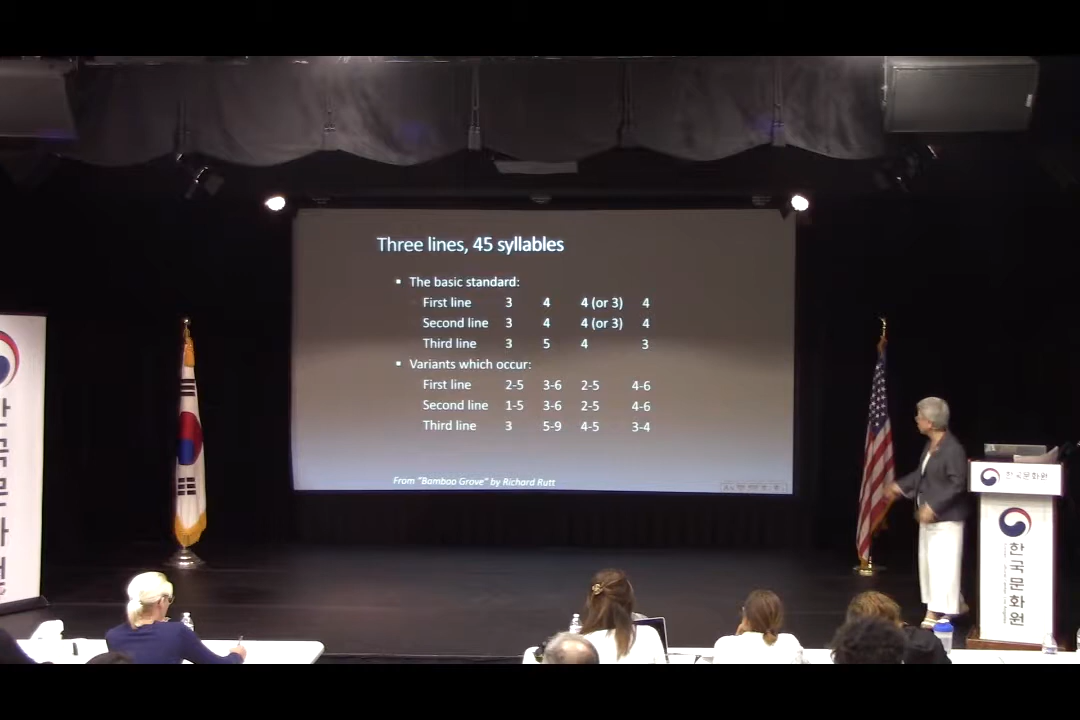 Three lines, 45 syllables
▪ The basic standard:
First line 3 4 4 (or 3) 4
Second line 3 4 4 (or 3) 4
Third line 3 5 4 3
▪ Variants which occur:
First line 2-5 3-6 2-5 4-6
Second line 1-5 3-6 2-5 4-6
Third line 3 5-9 4-5 3-4
From "Bamboo Grove" by Richard Rutt
한국문화원
한국문화원
한국문화